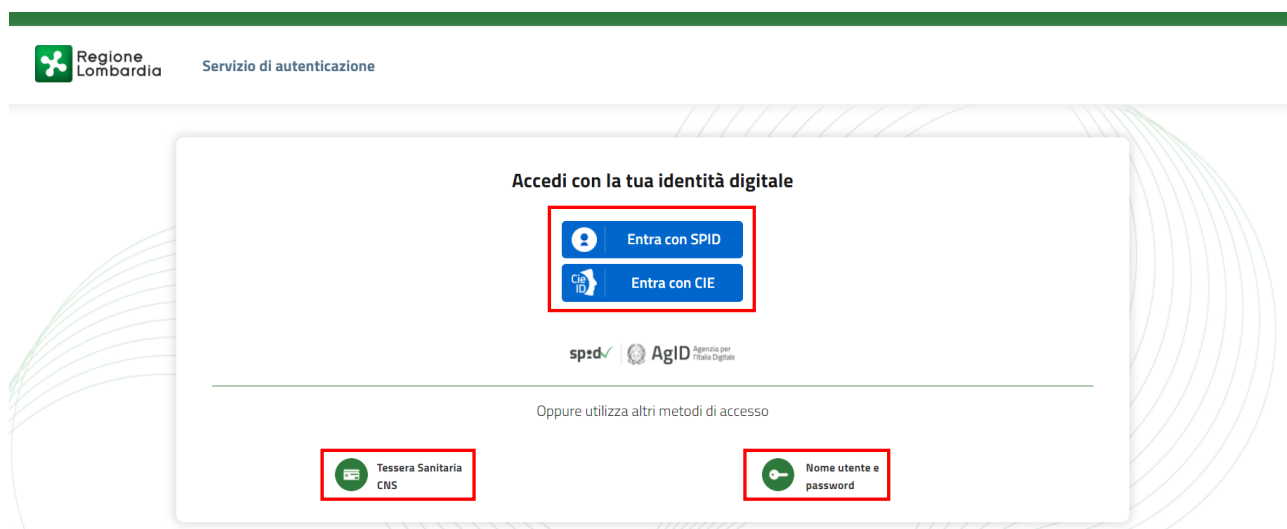 Regione
Lombardia
Servizio di autenticazione
Accedi con la tua identità digitale
Entra con SPID
Cie
ID
Entra con CIE
sp:d
AgID
Agenzia per
l'Italia Digitale
Oppure utilizza altri metodi di accesso
Tessera Sanitaria
CNS
Nome utente e
password